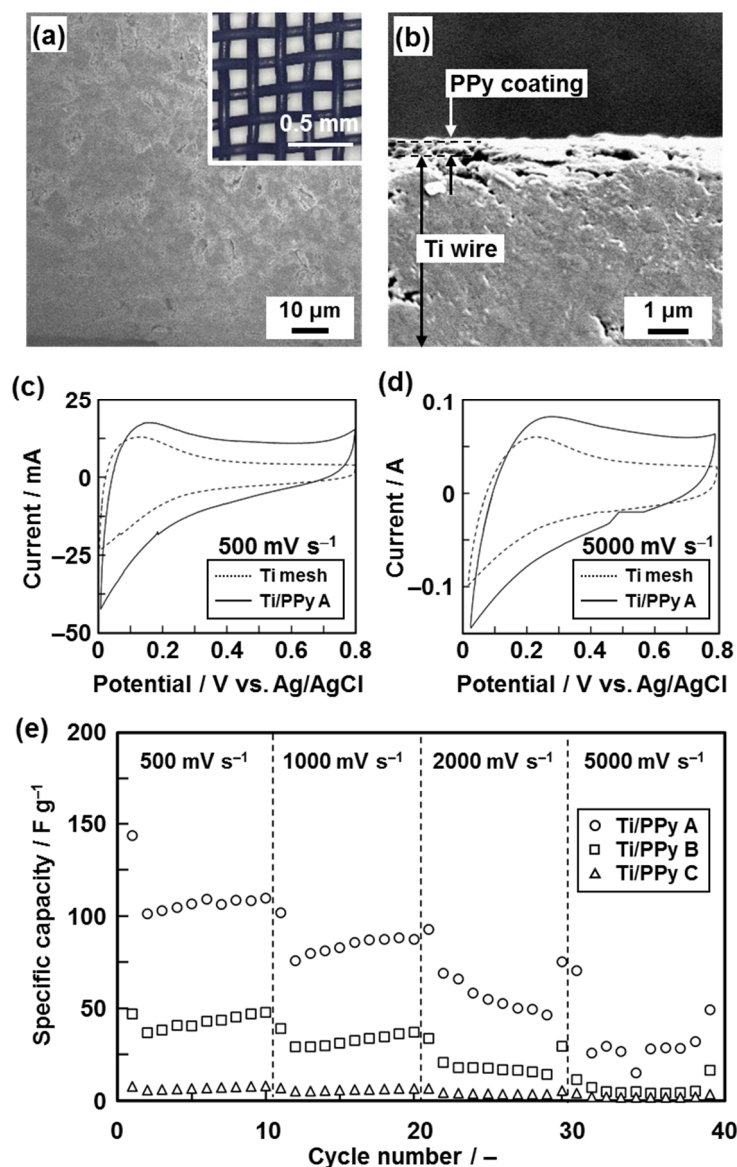 (a)
0.5 mm
10 µm
(b)
PPy coating
Ti wire
1 µm
(c)
25
0
–25
–50
Current / mA
500 mV s⁻¹
Ti mesh
Ti/PPy A
0 0.2 0.4 0.6 0.8
Potential / V vs. Ag/AgCl
(d)
0.1
0
–0.1
Current / A
5000 mV s⁻¹
Ti mesh
Ti/PPy A
0 0.2 0.4 0.6 0.8
Potential / V vs. Ag/AgCl
(e)
200
150
100
50
0
Specific capacity / F g⁻¹
500 mV s⁻¹ 1000 mV s⁻¹ 2000 mV s⁻¹ 5000 mV s⁻¹
Ti/PPy A
Ti/PPy B
Ti/PPy C
0 10 20 30 40
Cycle number / –